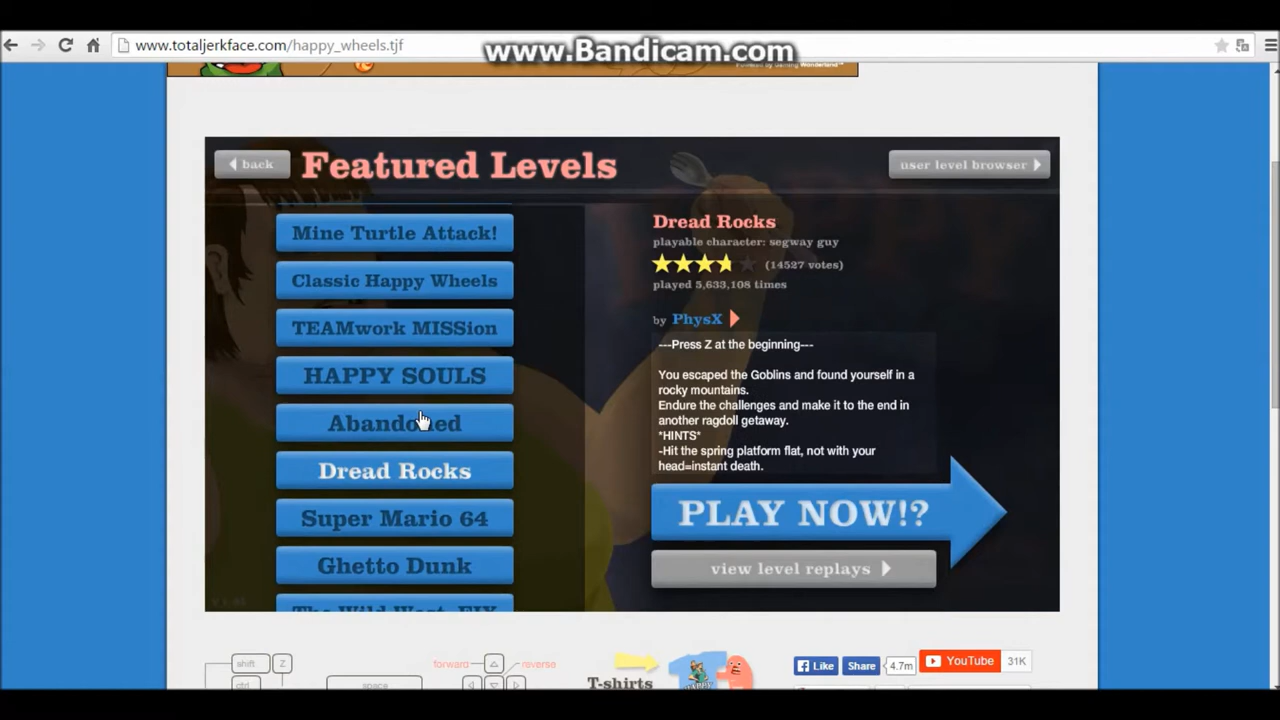 www.totaljerkface.com/happy_wheels.tjf
www.Bandicam.com
Powered by Gaming Wonderland™
back
Featured Levels
user level browser
Mine Turtle Attack!
Classic Happy Wheels
TEAMwork MISSion
HAPPY SOULS
Abandoned
Dread Rocks
Super Mario 64
Ghetto Dunk
Dread Rocks
playable character: segway guy
(14527 votes)
played 5,633,108 times
by PhysX
---Press Z at the beginning---
You escaped the Goblins and found yourself in a
rocky mountains.
Endure the challenges and make it to the end in
another ragdoll getaway.
*HINTS*
-Hit the spring platform flat, not with your
head=instant death.
PLAY NOW!?
view level replays
shift Z
ctrl
space
forward
reverse
T-shirts
Like
Share
4.7m
YouTube
31K